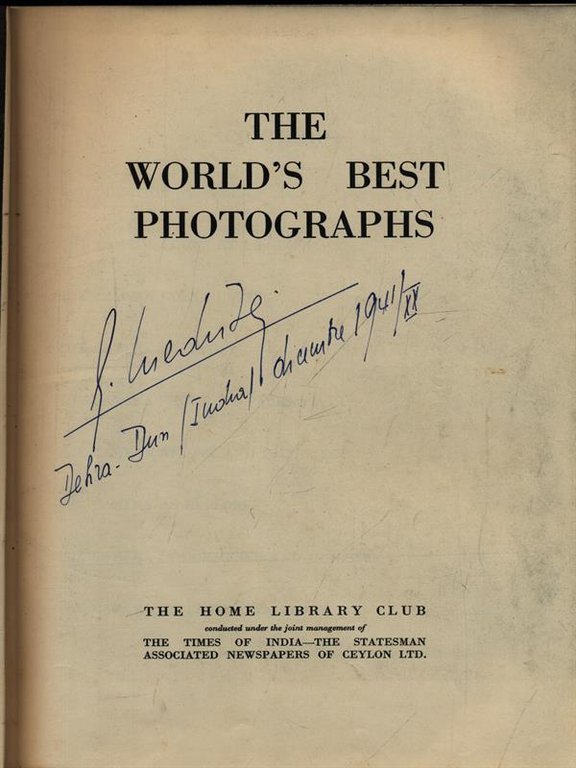 THE
WORLD'S BEST
PHOTOGRAPHS
Dehra-Dun (India) dicembre 1941/XX
THE HOME LIBRARY CLUB
conducted under the joint management of
THE TIMES OF INDIA—THE STATESMAN
ASSOCIATED NEWSPAPERS OF CEYLON LTD.